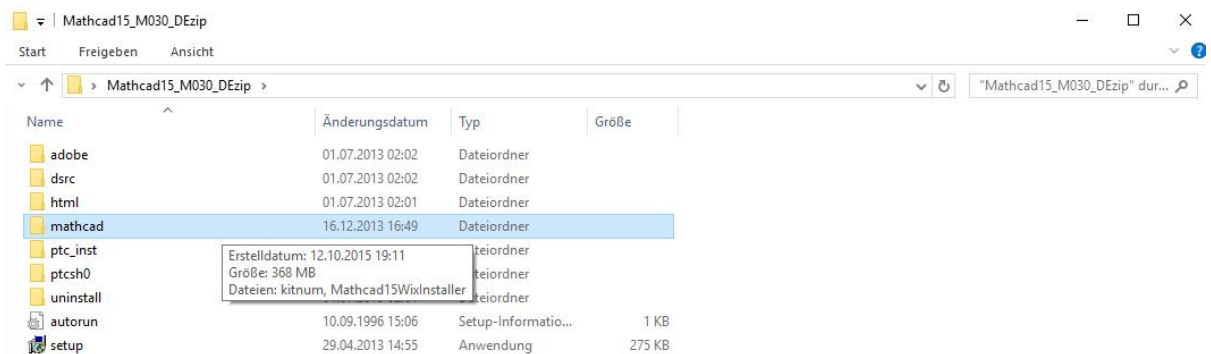 Mathcad15_M030_DEzip
Start Freigeben Ansicht
Mathcad15_M030_DEzip
"Mathcad15_M030_DEzip" dur...
Name Änderungsdatum Typ Größe
adobe 01.07.2013 02:02 Dateiordner
dsrc 01.07.2013 02:02 Dateiordner
html 01.07.2013 02:01 Dateiordner
mathcad 16.12.2013 16:49 Dateiordner
ptc_inst teiordner
Erstelldatum: 12.10.2015 19:11
ptcsh0 teiordner
Größe: 368 MB
uninstall teiordner
Dateien: kitnum, Mathcad15WixInstaller
autorun 10.09.1996 15:06 Setup-Informatio... 1 KB
setup 29.04.2013 14:55 Anwendung 275 KB